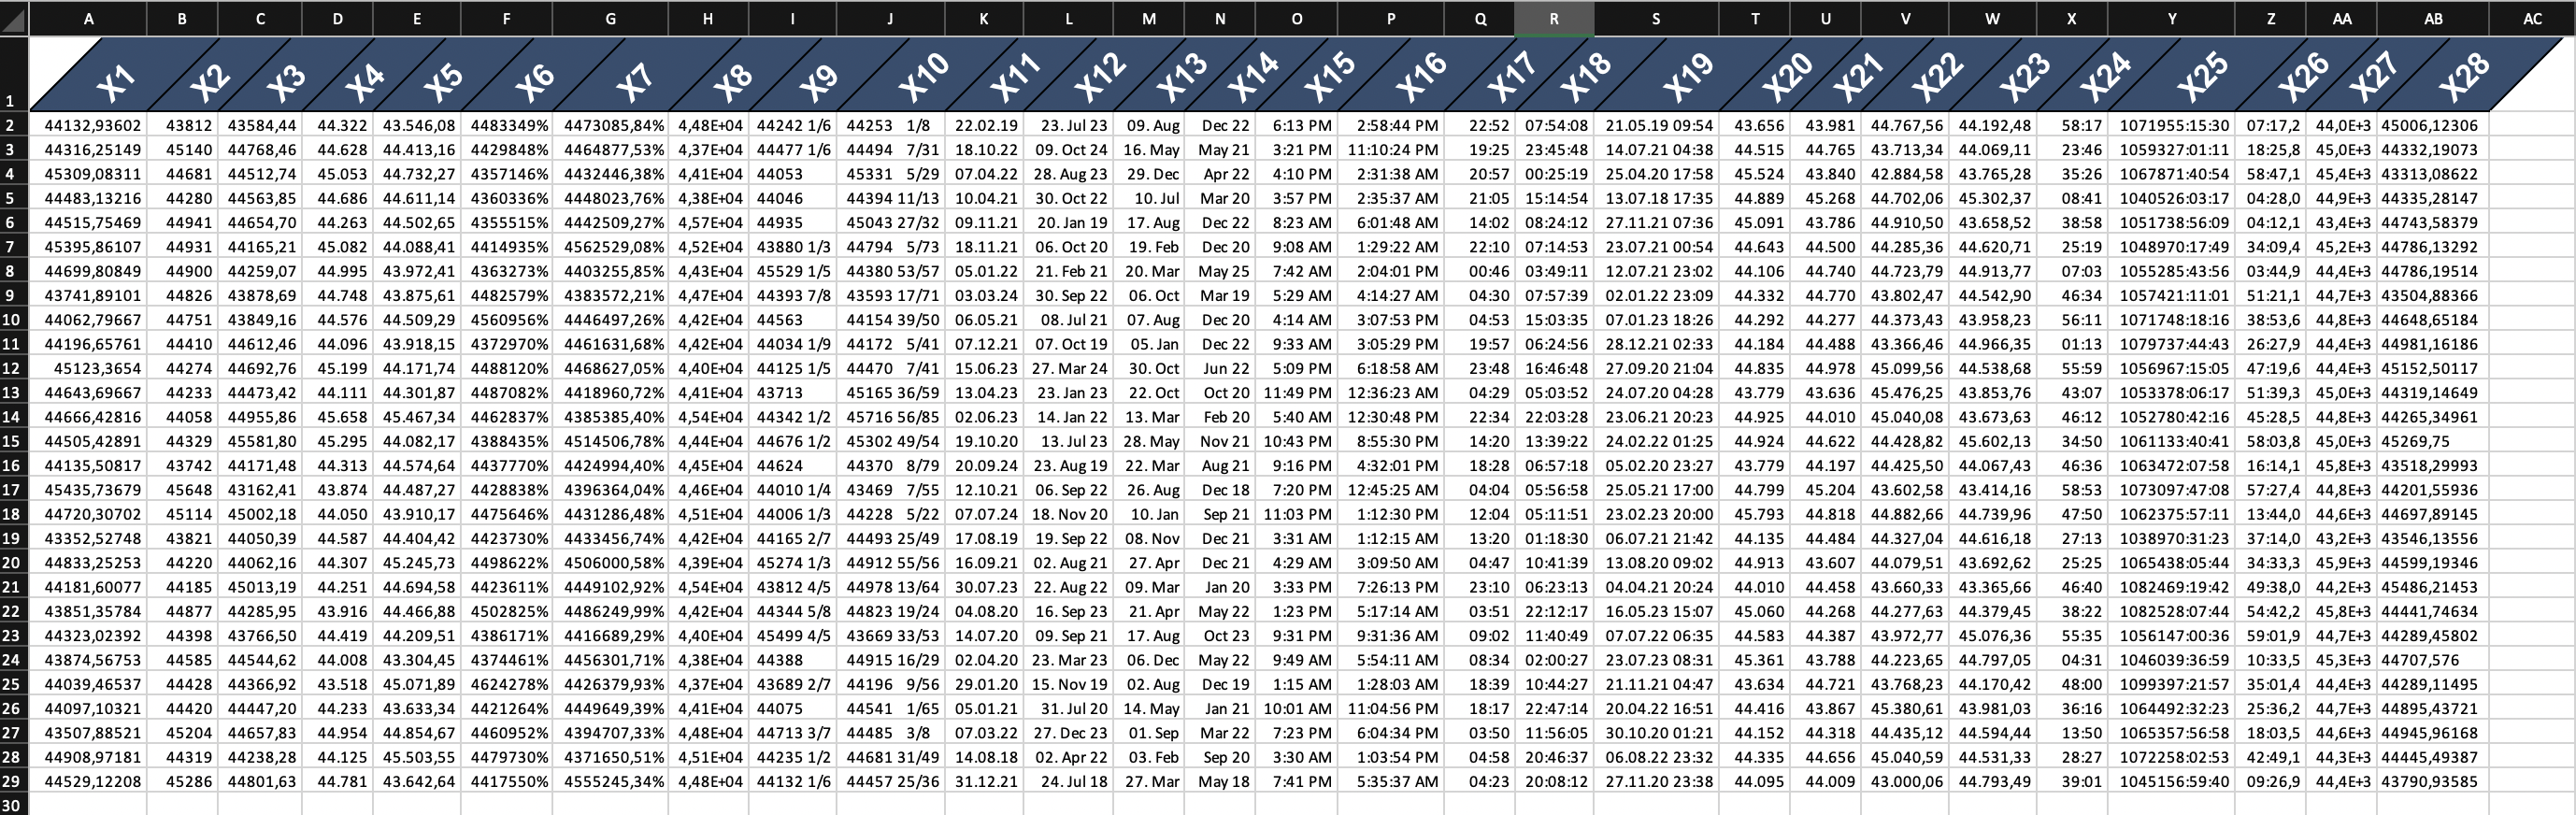 A B C D E F G H I J K L M N O P Q R S T U V W X Y Z AA AB AC
1 X1 X2 X3 X4 X5 X6 X7 X8 X9 X10 X11 X12 X13 X14 X15 X16 X17 X18 X19 X20 X21 X22 X23 X24 X25 X26 X27 X28
2 44132,93602 43812 43584,44 44.322 43.546,08 4483349% 4473085,84% 4,48E+04 44242 1/6 44253 1/8 22.02.19 23. Jul 23 09. Aug Dec 22 6:13 PM 2:58:44 PM 22:52 07:54:08 21.05.19 09:54 43.656 43.981 44.767,56 44.192,48 58:17 1071955:15:30 07:17,2 44,0E+3 45006,12306
3 44316,25149 45140 44768,46 44.628 44.413,16 4429848% 4464877,53% 4,37E+04 44477 1/6 44494 7/31 18.10.22 09. Oct 24 16. May May 21 3:21 PM 11:10:24 PM 19:25 23:45:48 14.07.21 04:38 44.515 44.765 43.713,34 44.069,11 23:46 1059327:01:11 18:25,8 45,0E+3 44332,19073
4 45309,08311 44681 44512,74 45.053 44.732,27 4357146% 4432446,38% 4,41E+04 44053 45331 5/29 07.04.22 28. Aug 23 29. Dec Apr 22 4:10 PM 2:31:38 AM 20:57 00:25:19 25.04.20 17:58 45.524 43.840 42.884,58 43.765,28 35:26 1067871:40:54 58:47,1 45,4E+3 43313,08622
5 44483,13216 44280 44563,85 44.686 44.611,14 4360336% 4448023,76% 4,38E+04 44046 44394 11/13 10.04.21 30. Oct 22 10. Jul Mar 20 3:57 PM 2:35:37 AM 21:05 15:14:54 13.07.18 17:35 44.889 45.268 44.702,06 45.302,37 08:41 1040526:03:17 04:28,0 44,9E+3 44335,28147
6 44515,75469 44941 44654,70 44.263 44.502,65 4355515% 4442509,27% 4,57E+04 44935 45043 27/32 09.11.21 20. Jan 19 17. Aug Dec 22 8:23 AM 6:01:48 AM 14:02 08:24:12 27.11.21 07:36 45.091 43.786 44.910,50 43.658,52 38:58 1051738:56:09 04:12,1 43,4E+3 44743,58379
7 45395,86107 44931 44165,21 45.082 44.088,41 4414935% 4562529,08% 4,52E+04 43880 1/3 44794 5/73 18.11.21 06. Oct 20 19. Feb Dec 20 9:08 AM 1:29:22 AM 22:10 07:14:53 23.07.21 00:54 44.643 44.500 44.285,36 44.620,71 25:19 1048970:17:49 34:09,4 45,2E+3 44786,13292
8 44699,80849 44900 44259,07 44.995 43.972,41 4363273% 4403255,85% 4,43E+04 45529 1/5 44380 53/57 05.01.22 21. Feb 21 20. Mar May 25 7:42 AM 2:04:01 PM 00:46 03:49:11 12.07.21 23:02 44.106 44.740 44.723,79 44.913,77 07:03 1055285:43:56 03:44,9 44,4E+3 44786,19514
9 43741,89101 44826 43878,69 44.748 43.875,61 4482579% 4383572,21% 4,47E+04 44393 7/8 43593 17/71 03.03.24 30. Sep 22 06. Oct Mar 19 5:29 AM 4:14:27 AM 04:30 07:57:39 02.01.22 23:09 44.332 44.770 43.802,47 44.542,90 46:34 1057421:11:01 51:21,1 44,7E+3 43504,88366
10 44062,79667 44751 43849,16 44.576 44.509,29 4560956% 4446497,26% 4,42E+04 44563 44154 39/50 06.05.21 08. Jul 21 07. Aug Dec 20 4:14 AM 3:07:53 PM 04:53 15:03:35 07.01.23 18:26 44.292 44.277 44.373,43 43.958,23 56:11 1071748:18:16 38:53,6 44,8E+3 44648,65184
11 44196,65761 44410 44612,46 44.096 43.918,15 4372970% 4461631,68% 4,42E+04 44034 1/9 44172 5/41 07.12.21 07. Oct 19 05. Jan Dec 22 9:33 AM 3:05:29 PM 19:57 06:24:56 28.12.21 02:33 44.184 44.488 43.366,46 44.966,35 01:13 1079737:44:43 26:27,9 44,4E+3 44981,16186
12 45123,3654 44274 44692,76 45.199 44.171,74 4488120% 4468627,05% 4,40E+04 44125 1/5 44470 7/41 15.06.23 27. Mar 24 30. Oct Jun 22 5:09 PM 6:18:58 AM 23:48 16:46:48 27.09.20 21:04 44.835 44.978 45.099,56 44.538,68 55:59 1056967:15:05 47:19,6 44,4E+3 45152,50117
13 44643,69667 44233 44473,42 44.111 44.301,87 4487082% 4418960,72% 4,41E+04 43713 45165 36/59 13.04.23 23. Jan 23 22. Oct Oct 20 11:49 PM 12:36:23 AM 04:29 05:03:52 24.07.20 04:28 43.779 43.636 45.476,25 43.853,76 43:07 1053378:06:17 51:39,3 45,0E+3 44319,14649
14 44666,42816 44058 44955,86 45.658 45.467,34 4462837% 4385385,40% 4,54E+04 44342 1/2 45716 56/85 02.06.23 14. Jan 22 13. Mar Feb 20 5:40 AM 12:30:48 PM 22:34 22:03:28 23.06.21 20:23 44.925 44.010 45.040,08 43.673,63 46:12 1052780:42:16 45:28,5 44,8E+3 44265,34961
15 44505,42891 44329 45581,80 45.295 44.082,17 4388435% 4514506,78% 4,44E+04 44676 1/2 45302 49/54 19.10.20 13. Jul 23 28. May Nov 21 10:43 PM 8:55:30 PM 14:20 13:39:22 24.02.22 01:25 44.924 44.622 44.428,82 45.602,13 34:50 1061133:40:41 58:03,8 45,0E+3 45269,75
16 44135,50817 43742 44171,48 44.313 44.574,64 4437770% 4424994,40% 4,45E+04 44624 44370 8/79 20.09.24 23. Aug 19 22. Mar Aug 21 9:16 PM 4:32:01 PM 18:28 06:57:18 05.02.20 23:27 43.779 44.197 44.425,50 44.067,43 46:36 1063472:07:58 16:14,1 45,8E+3 43518,29993
17 45435,73679 45648 43162,41 43.874 44.487,27 4428838% 4396364,04% 4,46E+04 44010 1/4 43469 7/55 12.10.21 06. Sep 22 26. Aug Dec 18 7:20 PM 12:45:25 AM 04:04 05:56:58 25.05.21 17:00 44.799 45.204 43.602,58 43.414,16 58:53 1073097:47:08 57:27,4 44,8E+3 44201,55936
18 44720,30702 45114 45002,18 44.050 43.910,17 4475646% 4431286,48% 4,51E+04 44006 1/3 44228 5/22 07.07.24 18. Nov 20 10. Jan Sep 21 11:03 PM 1:12:30 PM 12:04 05:11:51 23.02.23 20:00 45.793 44.818 44.882,66 44.739,96 47:50 1062375:57:11 13:44,0 44,6E+3 44697,89145
19 43352,52748 43821 44050,39 44.587 44.404,42 4423730% 4433456,74% 4,42E+04 44165 2/7 44493 25/49 17.08.19 19. Sep 22 08. Nov Dec 21 3:31 AM 1:12:15 AM 13:20 01:18:30 06.07.21 21:42 44.135 44.484 44.327,04 44.616,18 27:13 1038970:31:23 37:14,0 43,2E+3 43546,13556
20 44833,25253 44220 44062,16 44.307 45.245,73 4498622% 4506000,58% 4,39E+04 45274 1/3 44912 55/56 16.09.21 02. Aug 21 27. Apr Dec 21 4:29 AM 3:09:50 AM 04:47 10:41:39 13.08.20 09:02 44.913 43.607 44.079,51 43.692,62 25:25 1065438:05:44 34:33,3 45,9E+3 44599,19346
21 44181,60077 44185 45013,19 44.251 44.694,58 4423611% 4449102,92% 4,54E+04 43812 4/5 44978 13/64 30.07.23 22. Aug 22 09. Mar Jan 20 3:33 PM 7:26:13 PM 23:10 06:23:13 04.04.21 20:24 44.010 44.458 43.660,33 43.365,66 46:40 1082469:19:42 49:38,0 44,2E+3 45486,21453
22 43851,35784 44877 44285,95 43.916 44.466,88 4502825% 4486249,99% 4,42E+04 44344 5/8 44823 19/24 04.08.20 16. Sep 23 21. Apr May 22 1:23 PM 5:17:14 AM 03:51 22:12:17 16.05.23 15:07 45.060 44.268 44.277,63 44.379,45 38:22 1082528:07:44 54:42,2 45,8E+3 44441,74634
23 44323,02392 44398 43766,50 44.419 44.209,51 4386171% 4416689,29% 4,40E+04 45499 4/5 43669 33/53 14.07.20 09. Sep 21 17. Aug Oct 23 9:31 PM 9:31:36 AM 09:02 11:40:49 07.07.22 06:35 44.583 44.387 43.972,77 45.076,36 55:35 1056147:00:36 59:01,9 44,7E+3 44289,45802
24 43874,56753 44585 44544,62 44.008 43.304,45 4374461% 4456301,71% 4,38E+04 44388 44915 16/29 02.04.20 23. Mar 23 06. Dec May 22 9:49 AM 5:54:11 AM 08:34 02:00:27 23.07.23 08:31 45.361 43.788 44.223,65 44.797,05 04:31 1046039:36:59 10:33,5 45,3E+3 44707,576
25 44039,46537 44428 44366,92 43.518 45.071,89 4624278% 4426379,93% 4,37E+04 43689 2/7 44196 9/56 29.01.20 15. Nov 19 02. Aug Dec 19 1:15 AM 1:28:03 AM 18:39 10:44:27 21.11.21 04:47 43.634 44.721 43.768,23 44.170,42 48:00 1099397:21:57 35:01,4 44,4E+3 44289,11495
26 44097,10321 44420 44447,20 44.233 43.633,34 4421264% 4449649,39% 4,41E+04 44075 44541 1/65 05.01.21 31. Jul 20 14. May Jan 21 10:01 AM 11:04:56 PM 18:17 22:47:14 20.04.22 16:51 44.416 43.867 45.380,61 43.981,03 36:16 1064492:32:23 25:36,2 44,7E+3 44895,43721
27 43507,88521 45204 44657,83 44.954 44.854,67 4460952% 4394707,33% 4,48E+04 44713 3/7 44485 3/8 07.03.22 27. Dec 23 01. Sep Mar 22 7:23 PM 6:04:34 PM 03:50 11:56:05 30.10.20 01:21 44.152 44.318 44.435,12 44.594,44 13:50 1065357:56:58 18:03,5 44,6E+3 44945,96168
28 44908,97181 44319 44238,28 44.125 45.503,55 4479730% 4371650,51% 4,51E+04 44235 1/2 44681 31/49 14.08.18 02. Apr 22 03. Feb Sep 20 3:30 AM 1:03:54 PM 04:58 20:46:37 06.08.22 23:32 44.335 44.656 45.040,59 44.531,33 28:27 1072258:02:53 42:49,1 44,3E+3 44445,49387
29 44529,12208 45286 44801,63 44.781 43.642,64 4417550% 4555245,34% 4,48E+04 44132 1/6 44457 25/36 31.12.21 24. Jul 18 27. Mar May 18 7:41 PM 5:35:37 AM 04:23 20:08:12 27.11.20 23:38 44.095 44.009 43.000,06 44.793,49 39:01 1045156:59:40 09:26,9 44,4E+3 43790,93585
30